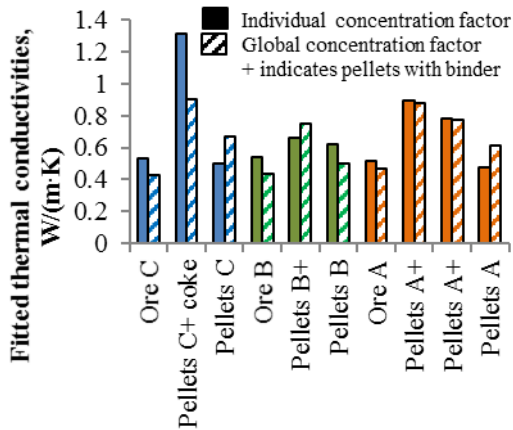 Individual concentration factor
Global concentration factor
+ indicates pellets with binder
Fitted thermal conductivities,
W/(m·K)
1.4
1.2
1
0.8
0.6
0.4
0.2
0
Ore C
Pellets C+ coke
Pellets C
Ore B
Pellets B+
Pellets B
Ore A
Pellets A+
Pellets A+
Pellets A